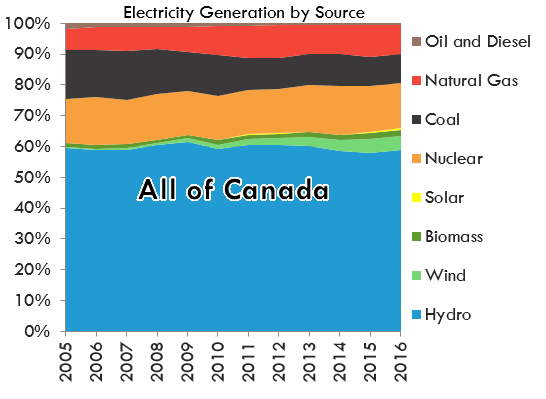 Electricity Generation by Source
100%
90%
80%
70%
60%
50%
40%
30%
20%
10%
0%
All of Canada
2005 2006 2007 2008 2009 2010 2011 2012 2013 2014 2015 2016
Oil and Diesel
Natural Gas
Coal
Nuclear
Solar
Biomass
Wind
Hydro